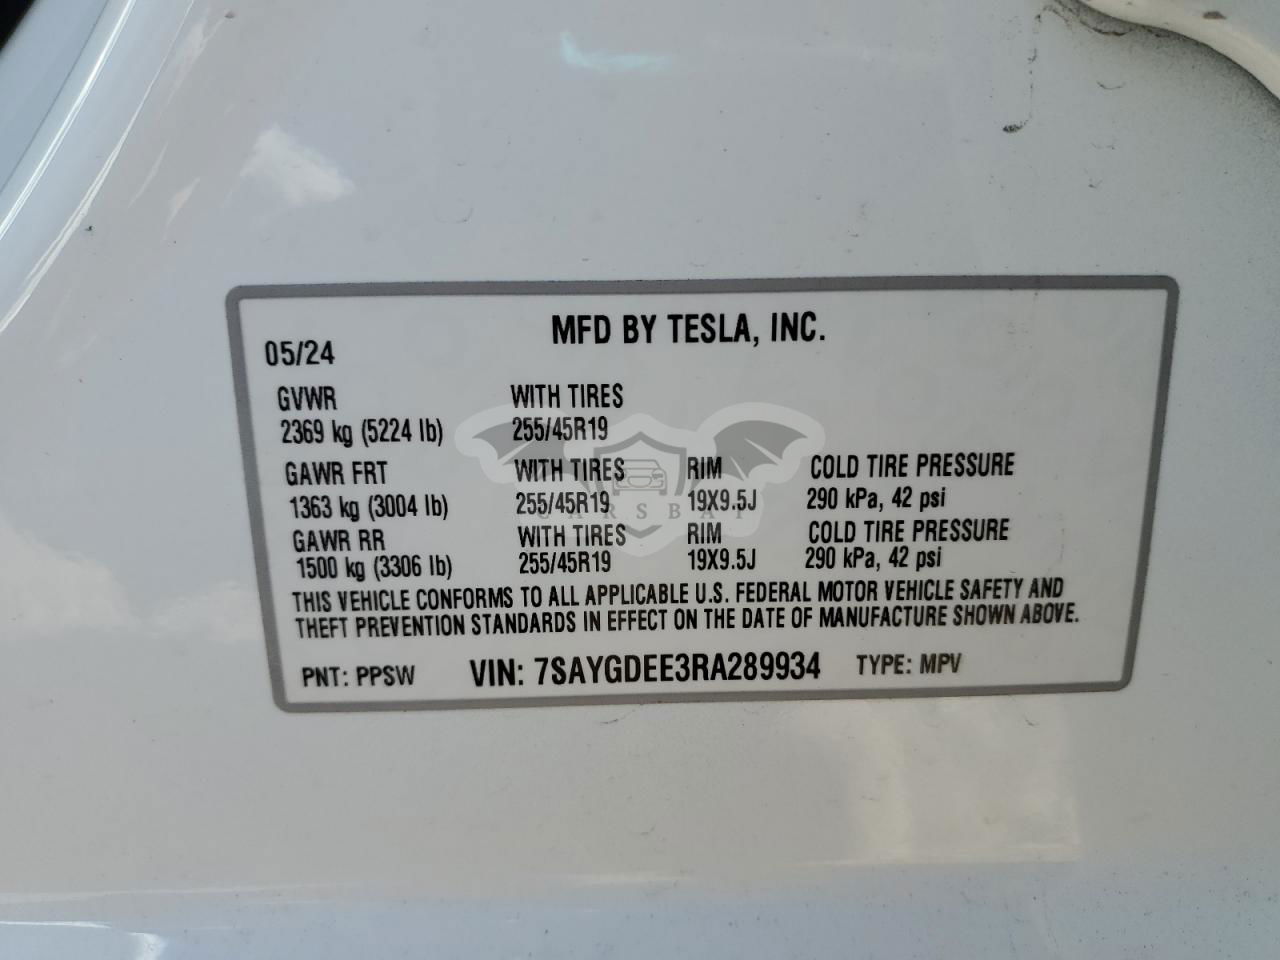 MFD BY TESLA, INC.
05/24
GVWR WITH TIRES
2369 kg (5224 lb) 255/45R19
GAWR FRT WITH TIRES RIM COLD TIRE PRESSURE
1363 kg (3004 lb) 255/45R19 19X9.5J 290 kPa, 42 psi
CARSBAT
GAWR RR WITH TIRES RIM COLD TIRE PRESSURE
1500 kg (3306 lb) 255/45R19 19X9.5J 290 kPa, 42 psi
THIS VEHICLE CONFORMS TO ALL APPLICABLE U.S. FEDERAL MOTOR VEHICLE SAFETY AND
THEFT PREVENTION STANDARDS IN EFFECT ON THE DATE OF MANUFACTURE SHOWN ABOVE.
PNT: PPSW VIN: 7SAYGDEE3RA289934 TYPE: MPV